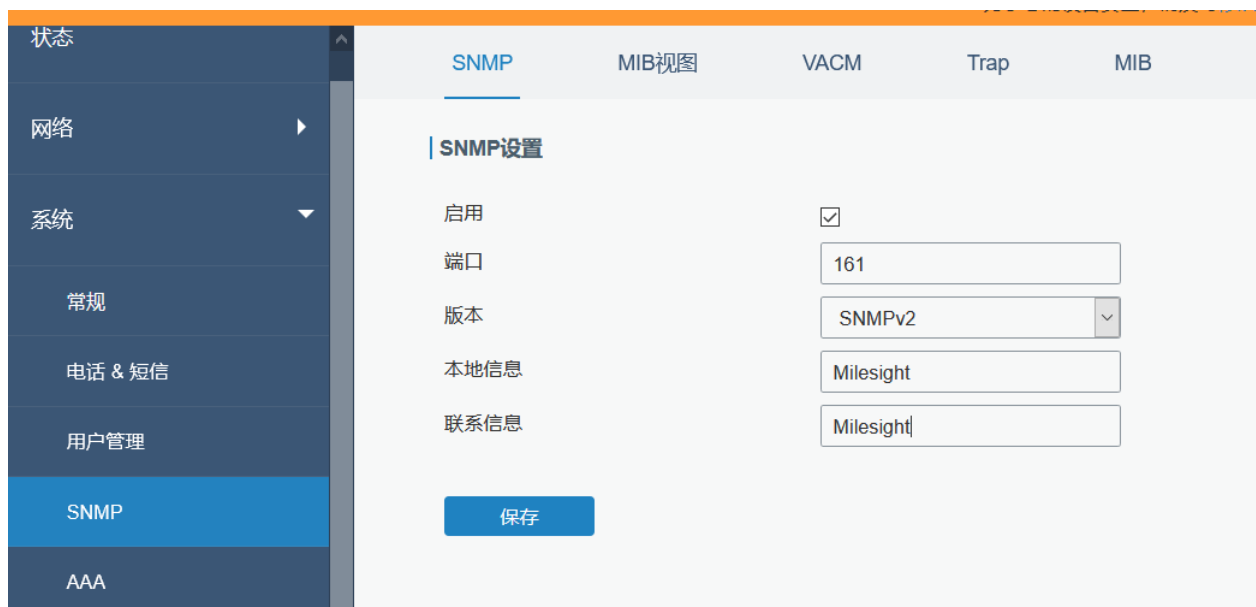 状态
网络
系统
常规
电话 & 短信
用户管理
SNMP
AAA
SNMP MIB视图 VACM Trap MIB
SNMP设置
启用
端口 161
版本 SNMPv2
本地信息 Milesight
联系信息 Milesight
保存